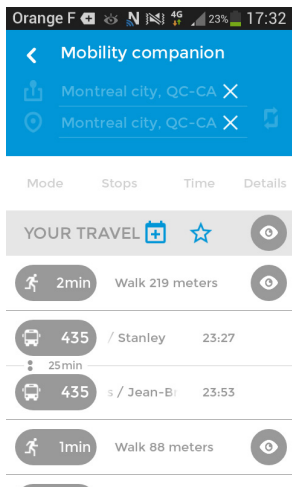 Orange F 4G 23% 17:32
Mobility companion
Montreal city, QC-CA
Montreal city, QC-CA
Mode Stops Time Details
YOUR TRAVEL
2min Walk 219 meters
435 / Stanley 23:27
25min
435 s / Jean-Br 23:53
1min Walk 88 meters